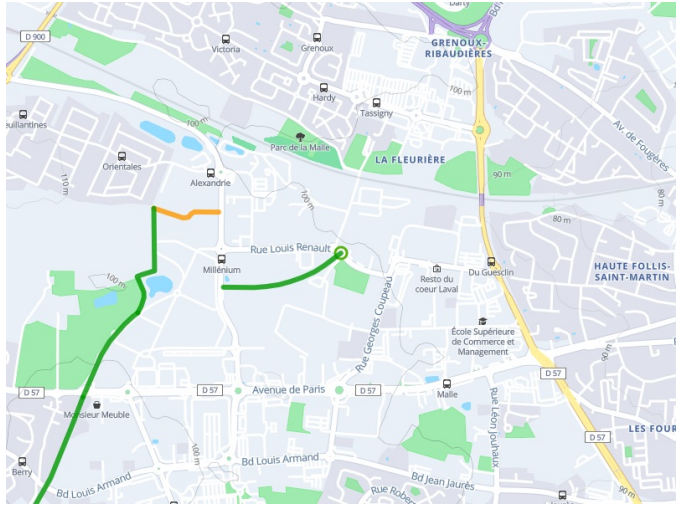 Darty
Bd
D 900
Victoria
Grenoux
GRENOUX-
RIBAUDIÈRES
Hardy
100 m
Tassigny
euillantines
100 m
Av. de Fougères
Parc de la Malle
Orientales
LA FLEURIÈRE
Alexandrie
90 m
110 m
100 m
80 m
80 m
Rue Louis Renault
Millénium
Du Guesclin
HAUTE FOLLIS-
SAINT-MARTIN
100 m
Resto du
coeur Laval
Rue Georges Coupeau
École Supérieure
de Commerce et
Management
90 m
D 57
D 57
D 57
Avenue de Paris
D 57
Malle
Monsieur Meuble
Rue Léon Jouhaux
D 57
LES FOUR
100 m
Berry
Bd Louis Armand
Bd Louis Armand
Bd Jean Jaurès
Rue Rober
90 m